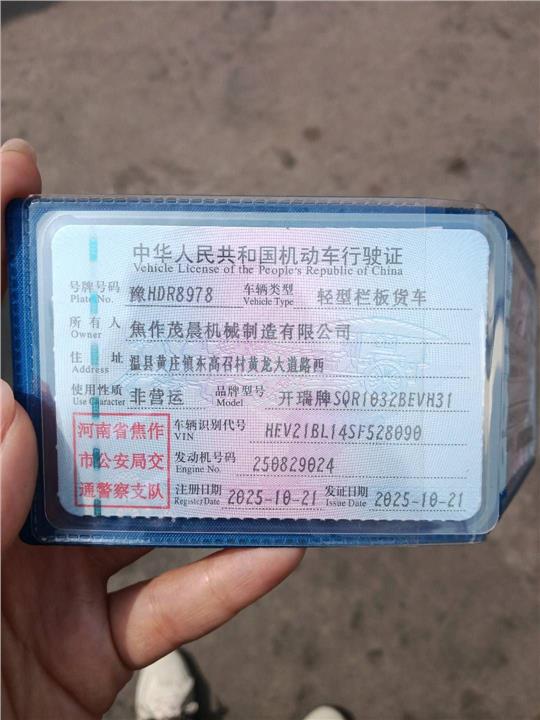 中华人民共和国机动车行驶证
Vehicle License of the People's Republic of China
号牌号码 豫HDR8978 车辆类型 轻型栏板货车
Plate No. Vehicle Type
所有人 焦作茂晨机械制造有限公司
Owner
住址 温县黄庄镇东高召村黄龙大道路西
Address
使用性质 非营运 品牌型号 开瑞牌SQR1032BEVH31
Use Character Model
河南省焦作
市公安局交
通警察支队
车辆识别代号 HEV21BL14SF528090
VIN
发动机号码 250829024
Engine No.
注册日期 2025-10-21 发证日期 2025-10-21
Register Date Issue Date